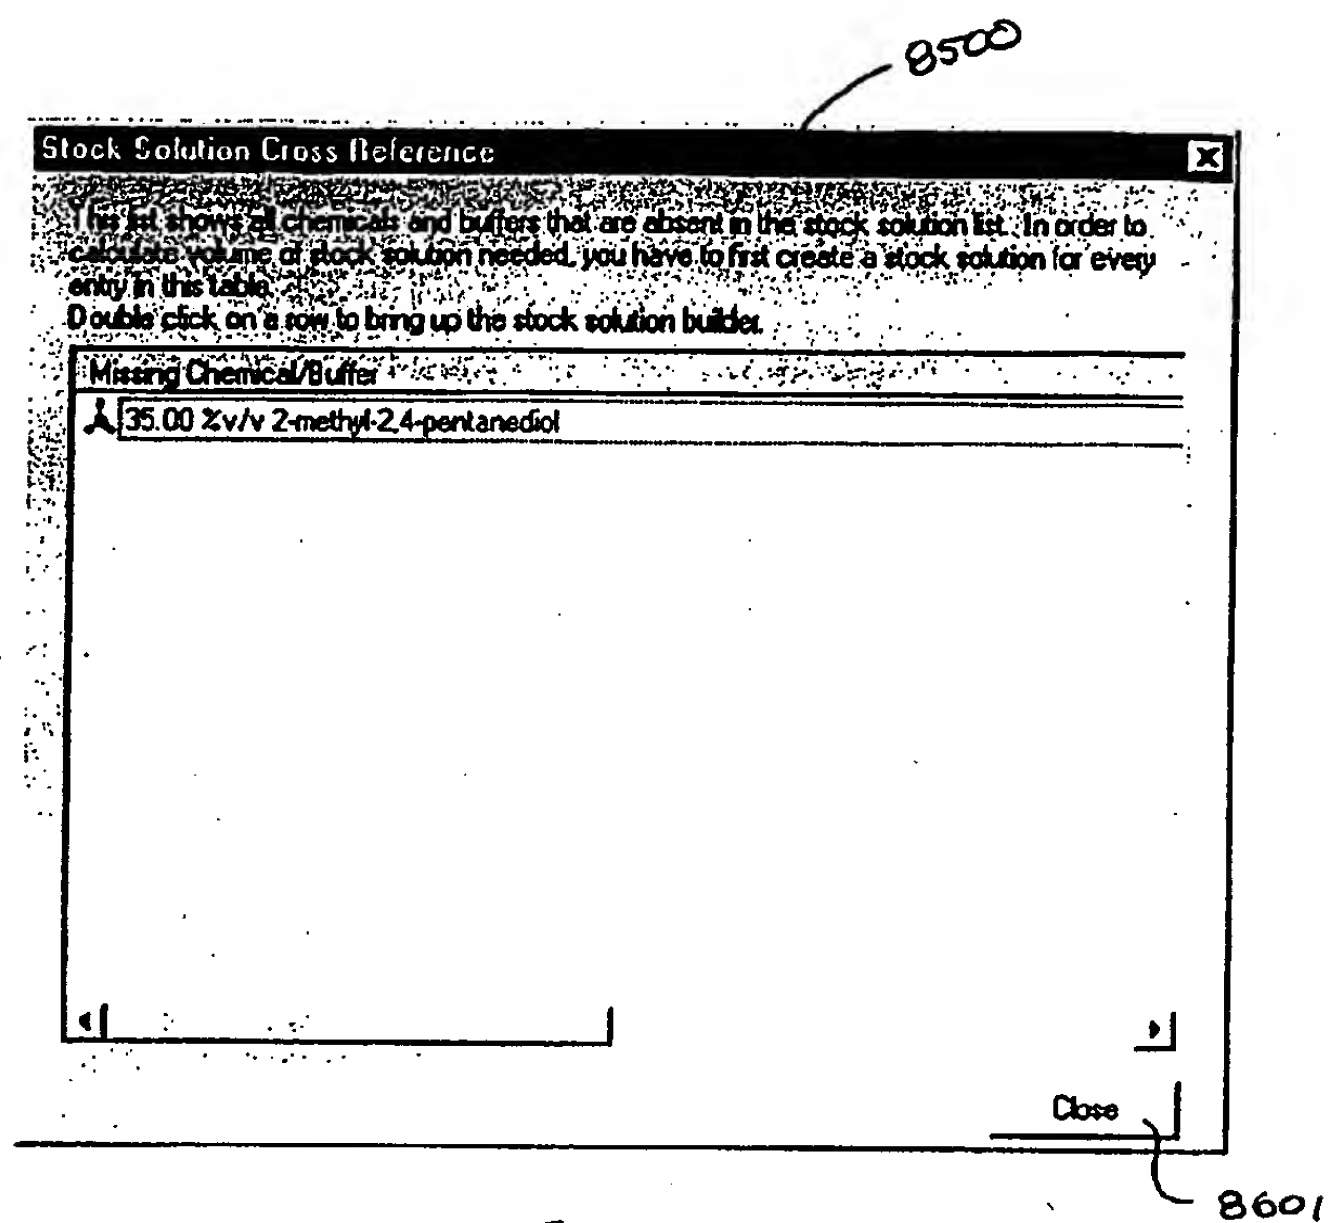 8500
Stock Solution Cross Reference
This list shows all chemicals and buffers that are absent in the stock solution list. In order to
calculate volume of stock solution needed, you have to first create a stock solution for every
entry in this table.
Double click on a row to bring up the stock solution builder.
Missing Chemical/Buffer
35.00 %v/v 2-methyl-2,4-pentanediol
Close
8601